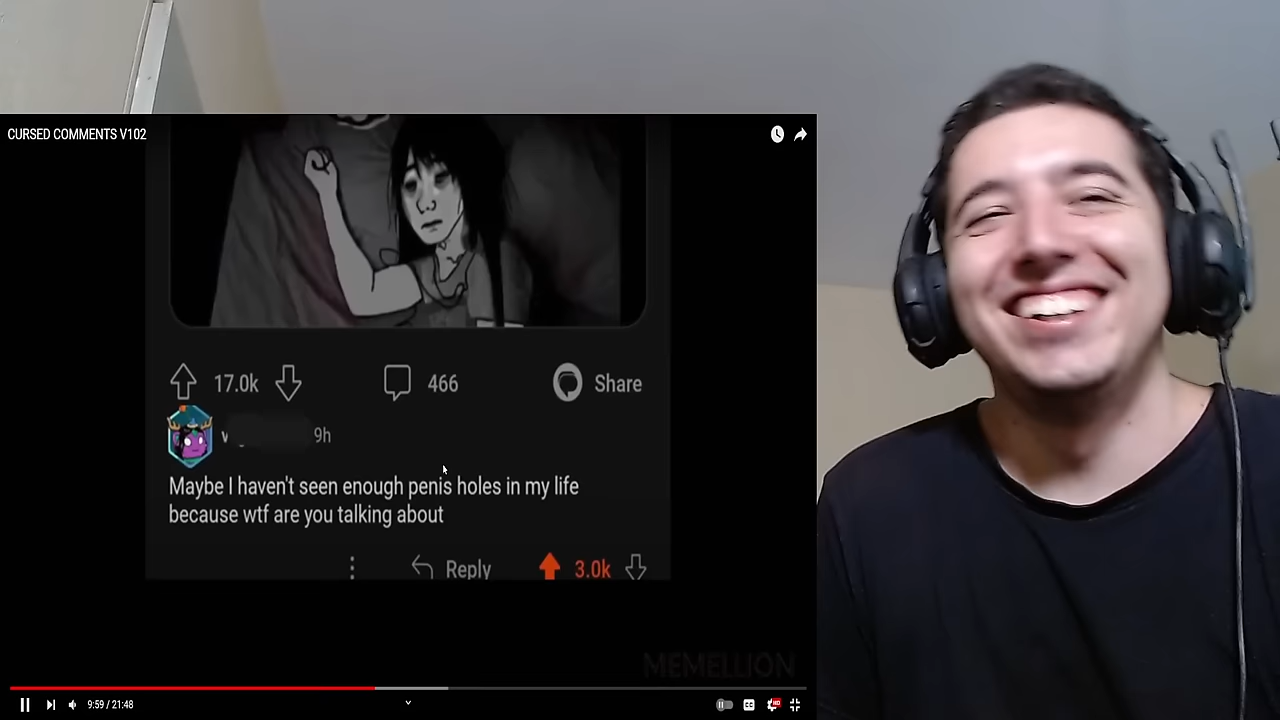 CURSED COMMENTS V102
17.0k 466 Share
9h
Maybe I haven't seen enough penis holes in my life
because wtf are you talking about
Reply 3.0k
MEMELLION
9:59 / 21:48